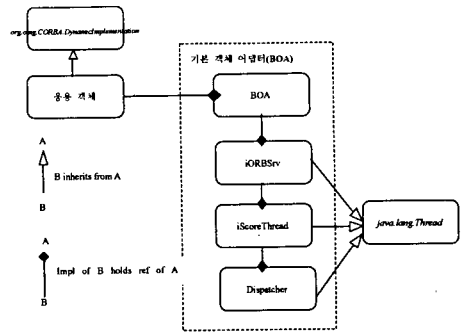 org.omg.CORBA.DynamicImplementation
기본 객체 어댑터(BOA)
응용 객체
BOA
A
B inherits from A
B
iORBSrv
iScoreThread
java.lang.Thread
A
Impl of B holds ref of A
B
Dispatcher